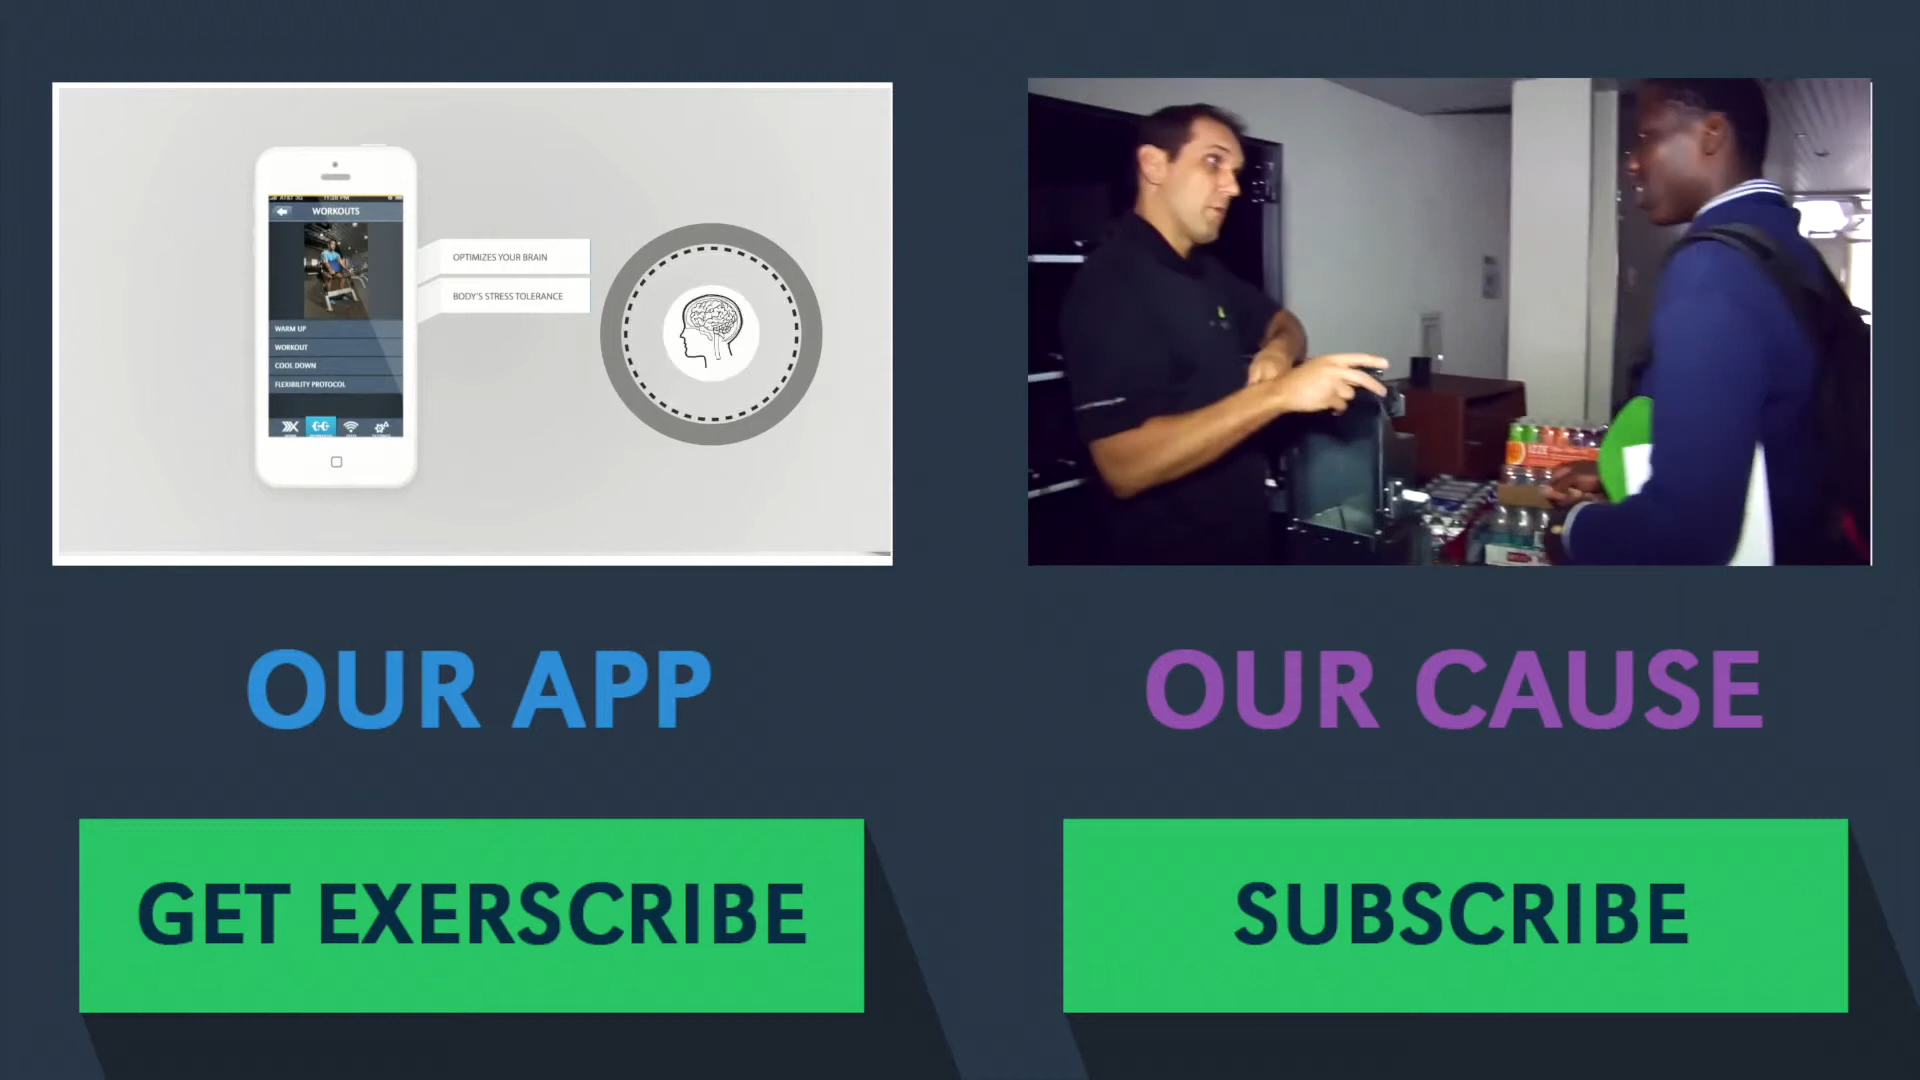 WORKOUTS
WARM UP
WORKOUT
COOL DOWN
FLEXIBILITY PROTOCOL
OPTIMIZES YOUR BRAIN
BODY'S STRESS TOLERANCE
IZZE
OUR APP
OUR CAUSE
GET EXERSCRIBE
SUBSCRIBE